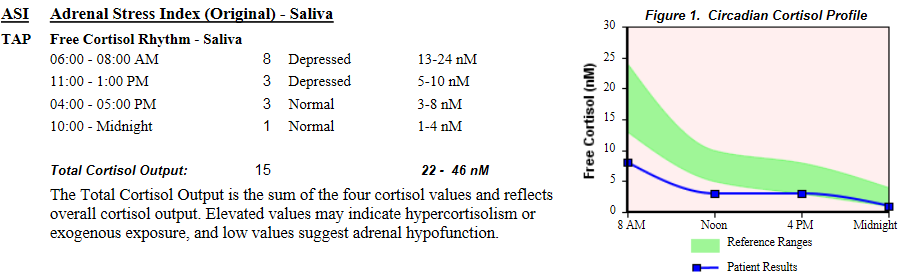 ASI Adrenal Stress Index (Original) - Saliva
TAP Free Cortisol Rhythm - Saliva
06:00 - 08:00 AM 8 Depressed 13-24 nM
11:00 - 1:00 PM 3 Depressed 5-10 nM
04:00 - 05:00 PM 3 Normal 3-8 nM
10:00 - Midnight 1 Normal 1-4 nM
Total Cortisol Output: 15 22 - 46 nM
The Total Cortisol Output is the sum of the four cortisol values and reflects
overall cortisol output. Elevated values may indicate hypercortisolism or
exogenous exposure, and low values suggest adrenal hypofunction.
Figure 1. Circadian Cortisol Profile
Free Cortisol (nM)
30
25
20
15
10
5
0
8 AM Noon 4 PM Midnight
Reference Ranges
Patient Results